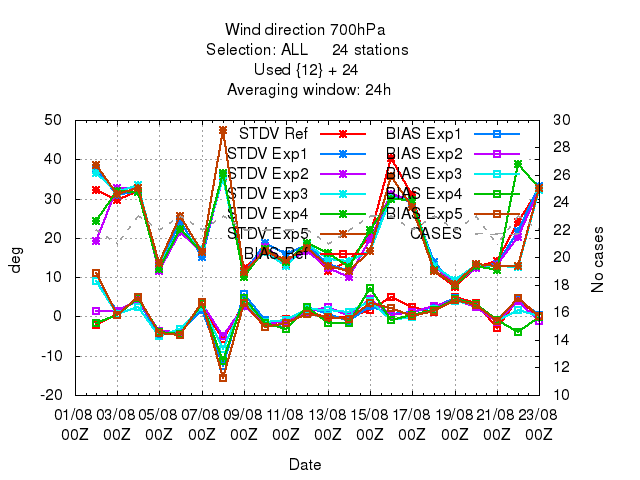 Wind direction 700hPa
Selection: ALL 24 stations
Used {12} + 24
Averaging window: 24h
50
40
30
20
10
0
-10
-20
deg
30
28
26
24
22
20
18
16
14
12
10
No cases
STDV Ref
STDV Exp1
STDV Exp2
STDV Exp3
STDV Exp4
STDV Exp5
BIAS Ref
BIAS Exp1
BIAS Exp2
BIAS Exp3
BIAS Exp4
BIAS Exp5
CASES
01/08 03/08 05/08 07/08 09/08 11/08 13/08 15/08 17/08 19/08 21/08 23/08
00Z 00Z 00Z 00Z 00Z 00Z 00Z 00Z 00Z 00Z 00Z 00Z
Date